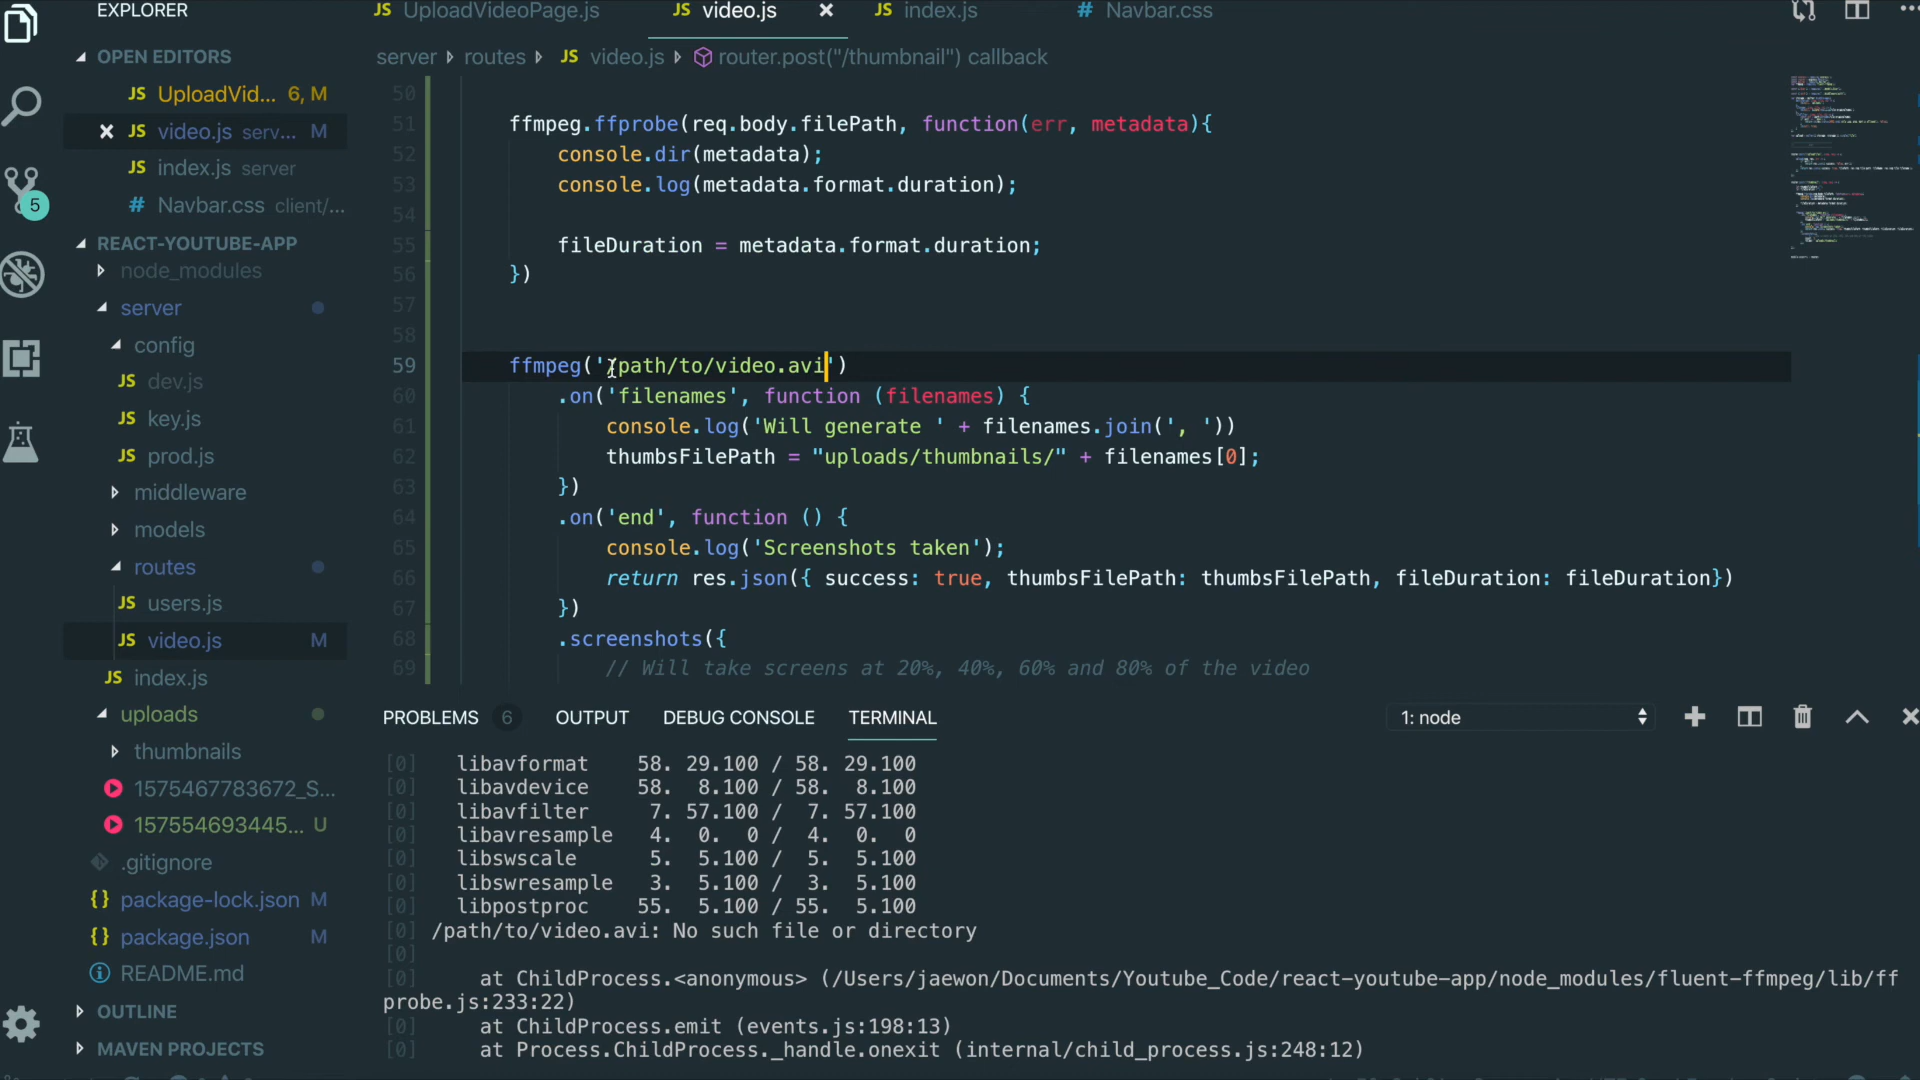 EXPLORER
JS UploadVideoPage.js
JS video.js
JS index.js
# Navbar.css
OPEN EDITORS
JS UploadVid... 6, M
JS video.js serv... M
JS index.js server
# Navbar.css client/...
REACT-YOUTUBE-APP
node_modules
server
config
JS dev.js
JS key.js
JS prod.js
middleware
models
routes
JS users.js
JS video.js M
JS index.js
uploads
thumbnails
1575467783672_S...
157554693445... U
.gitignore
{} package-lock.json M
{} package.json M
README.md
OUTLINE
MAVEN PROJECTS
5
server routes JS video.js router.post("/thumbnail") callback
50
51 ffmpeg.ffprobe(req.body.filePath, function(err, metadata){
52 console.dir(metadata);
53 console.log(metadata.format.duration);
54
55 fileDuration = metadata.format.duration;
56 })
57
58
59 ffmpeg('/path/to/video.avi')
60 .on('filenames', function (filenames) {
61 console.log('Will generate ' + filenames.join(', '))
62 thumbsFilePath = "uploads/thumbnails/" + filenames[0];
63 })
64 .on('end', function () {
65 console.log('Screenshots taken');
66 return res.json({ success: true, thumbsFilePath: thumbsFilePath, fileDuration: fileDuration})
67 })
68 .screenshots({
69 // Will take screens at 20%, 40%, 60% and 80% of the video
PROBLEMS 6 OUTPUT DEBUG CONSOLE TERMINAL 1: node
[0] libavformat 58. 29.100 / 58. 29.100
[0] libavdevice 58. 8.100 / 58. 8.100
[0] libavfilter 7. 57.100 / 7. 57.100
[0] libavresample 4. 0. 0 / 4. 0. 0
[0] libswscale 5. 5.100 / 5. 5.100
[0] libswresample 3. 5.100 / 3. 5.100
[0] libpostproc 55. 5.100 / 55. 5.100
[0] /path/to/video.avi: No such file or directory
[0]
[0] at ChildProcess.<anonymous> (/Users/jaewon/Documents/Youtube_Code/react-youtube-app/node_modules/fluent-ffmpeg/lib/ff
probe.js:233:22)
[0] at ChildProcess.emit (events.js:198:13)
[0] at Process.ChildProcess._handle.onexit (internal/child_process.js:248:12)